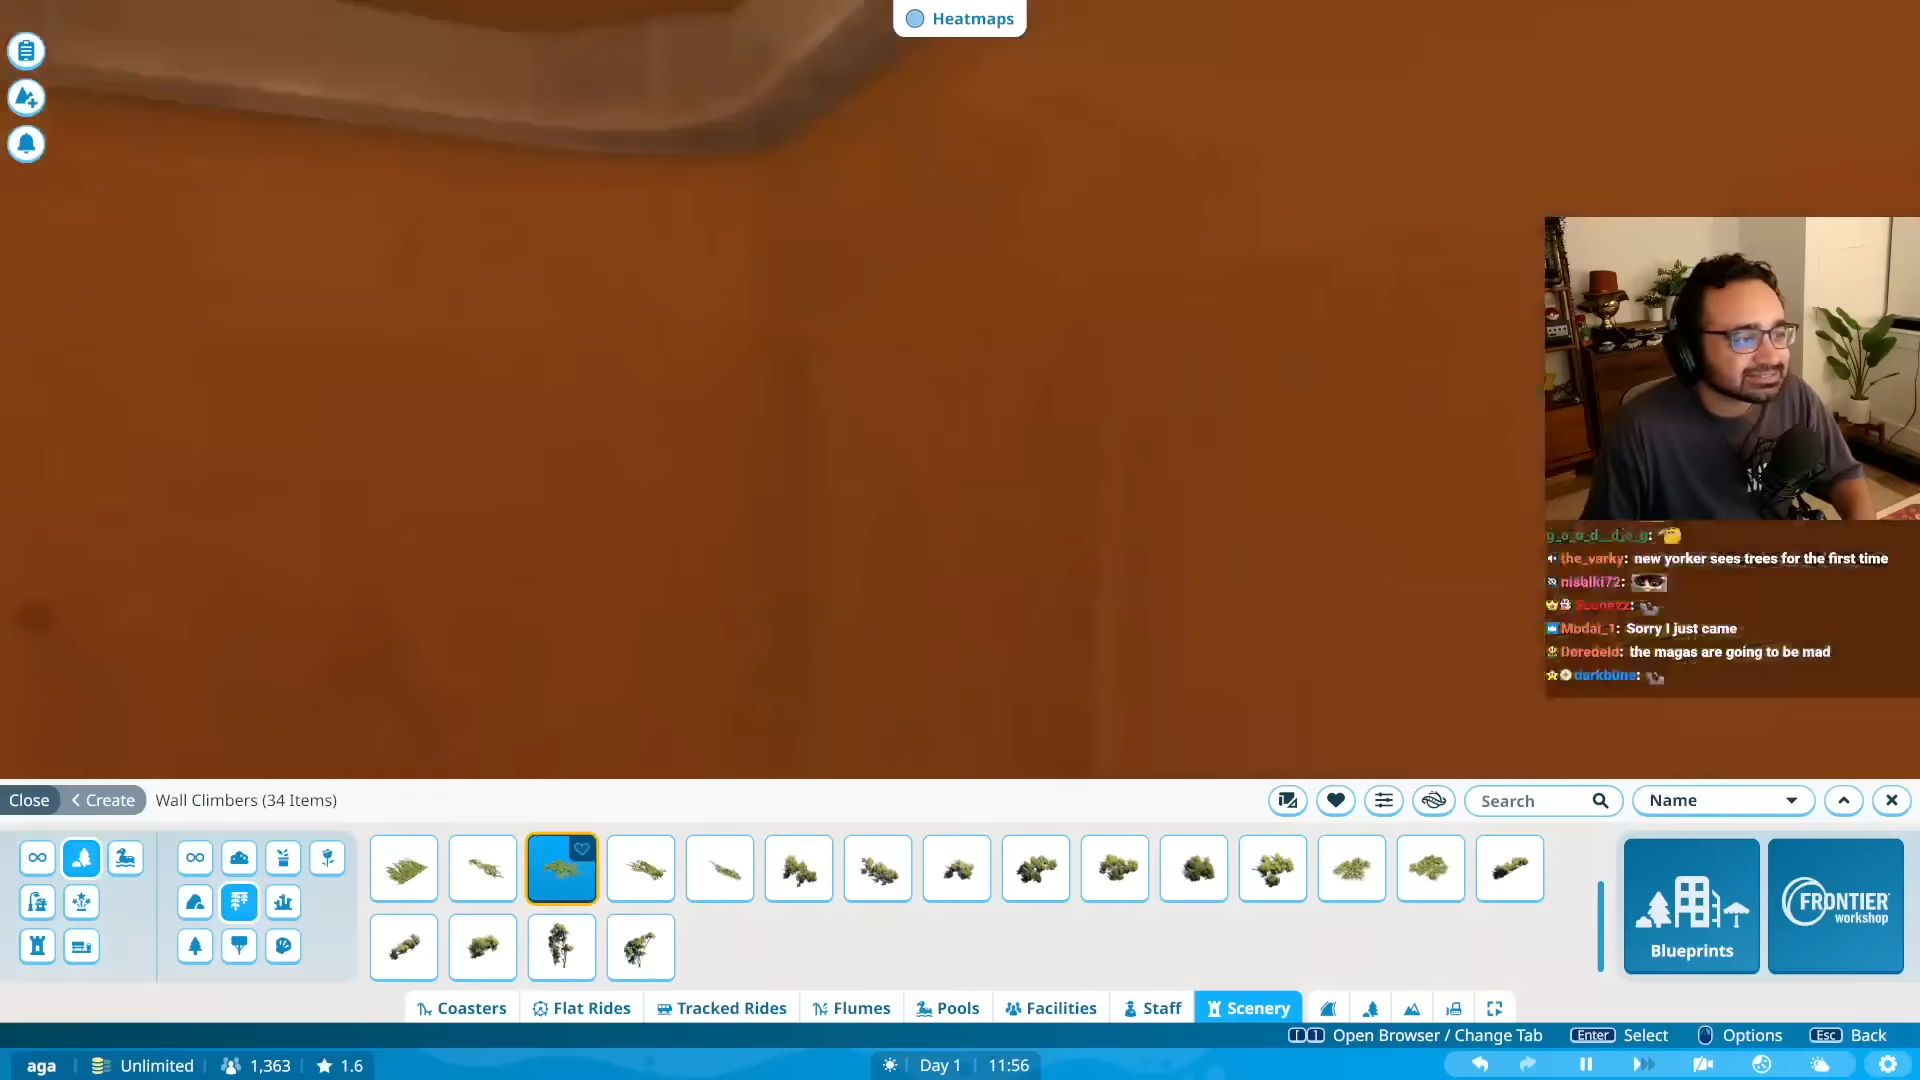 Heatmaps
g_o_o_d__d_o_g:
the_varky: new yorker sees trees for the first time
nisalki72:
Modai_1: Sorry I just came
Deredeld: the magas are going to be mad
darkbüne:
Close
Create
Wall Climbers (34 Items)
Search
Name
Blueprints
FRONTIER
workshop
Coasters
Flat Rides
Tracked Rides
Flumes
Pools
Facilities
Staff
Scenery
Open Browser / Change Tab
Enter Select
Options
Esc Back
aga
Unlimited
1,363
1.6
Day 1
11:56